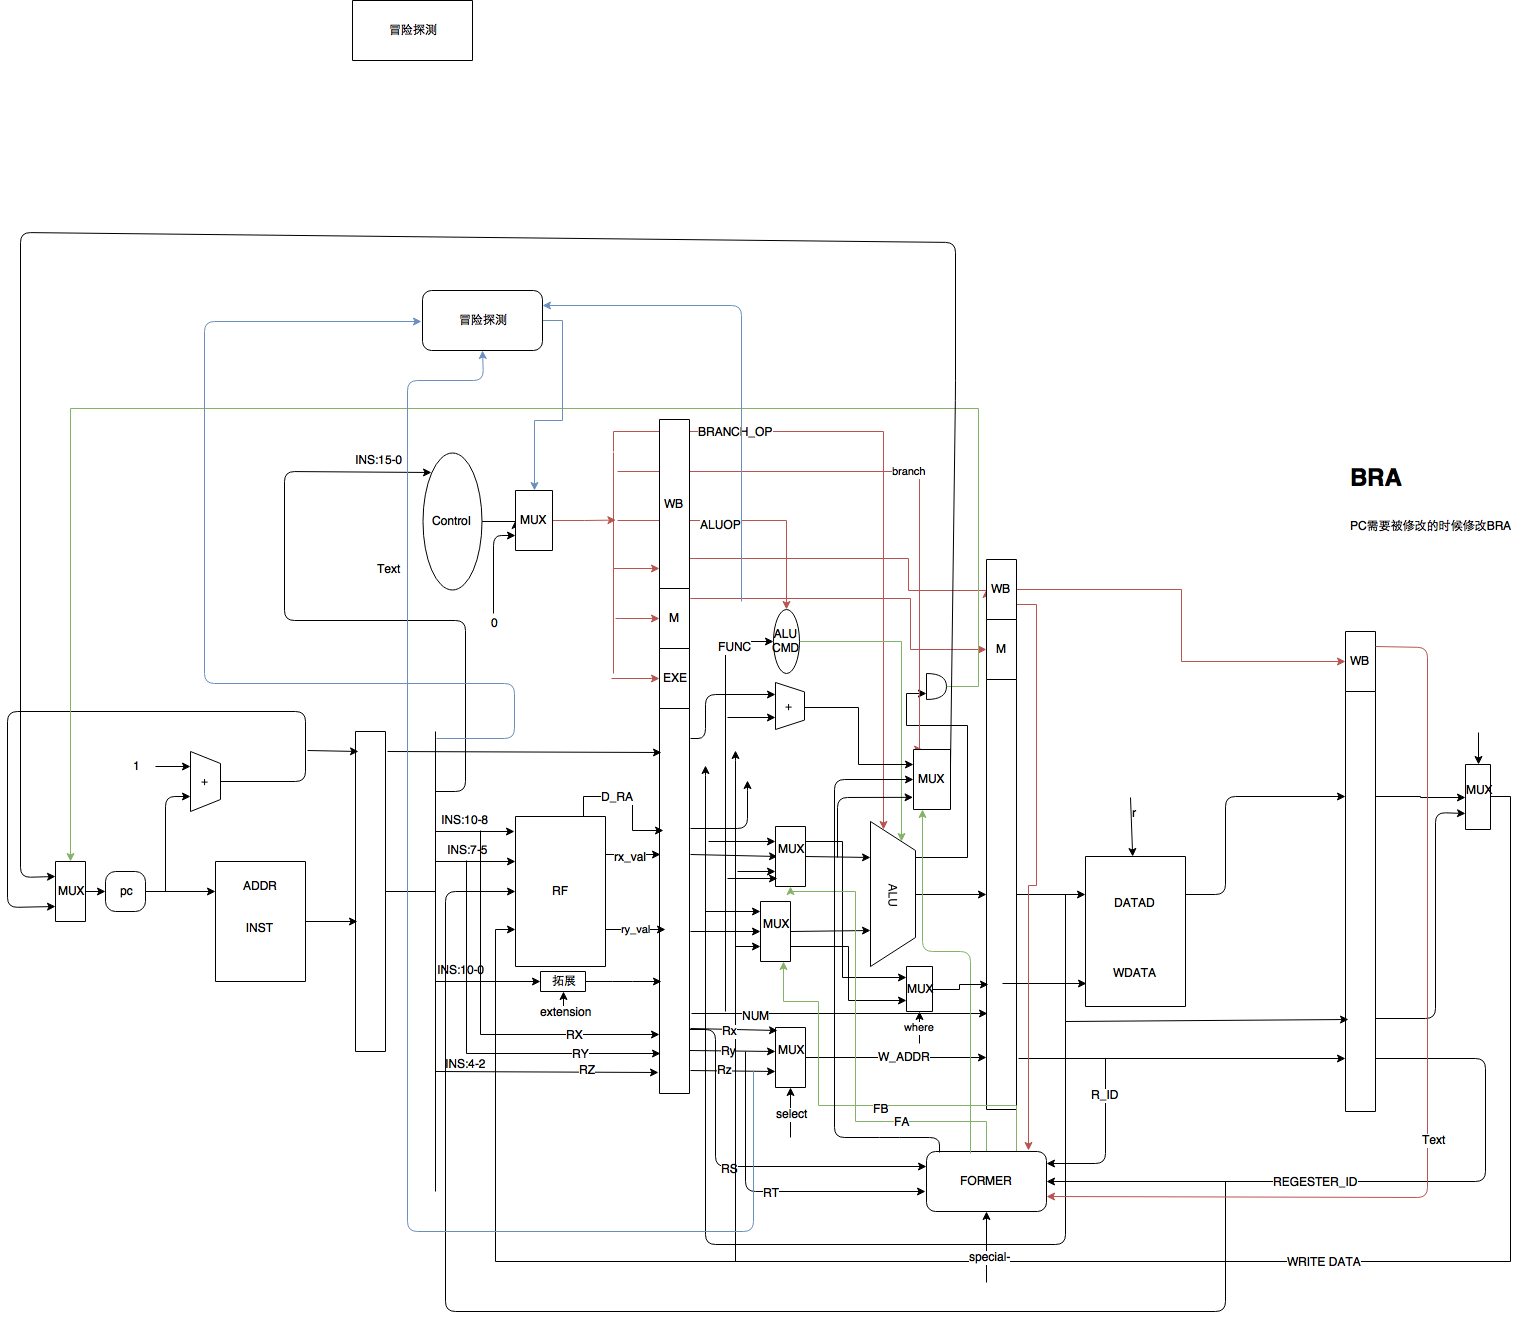 冒险探测
冒险探测
BRANCH_OP
INS:15-0
branch
BRA
WB
Control
MUX
ALUOP
PC需要被修改的时候修改BRA
Text
WB
0
M
ALU
CMD
FUNC
M
WB
EXE
+
1
+
MUX
MUX
D_RA
r
INS:10-8
INS:7-5
MUX
rx_val
ADDR
MUX
pc
RF
ALU
DATAD
INST
MUX
ry_val
INS:10-0
拓展
WDATA
MUX
extension
NUM
where
RX
Rx
RY
Ry
MUX
W_ADDR
INS:4-2
RZ
Rz
R_ID
select
FB
FA
Text
RS
FORMER
REGESTER_ID
RT
special-
WRITE DATA